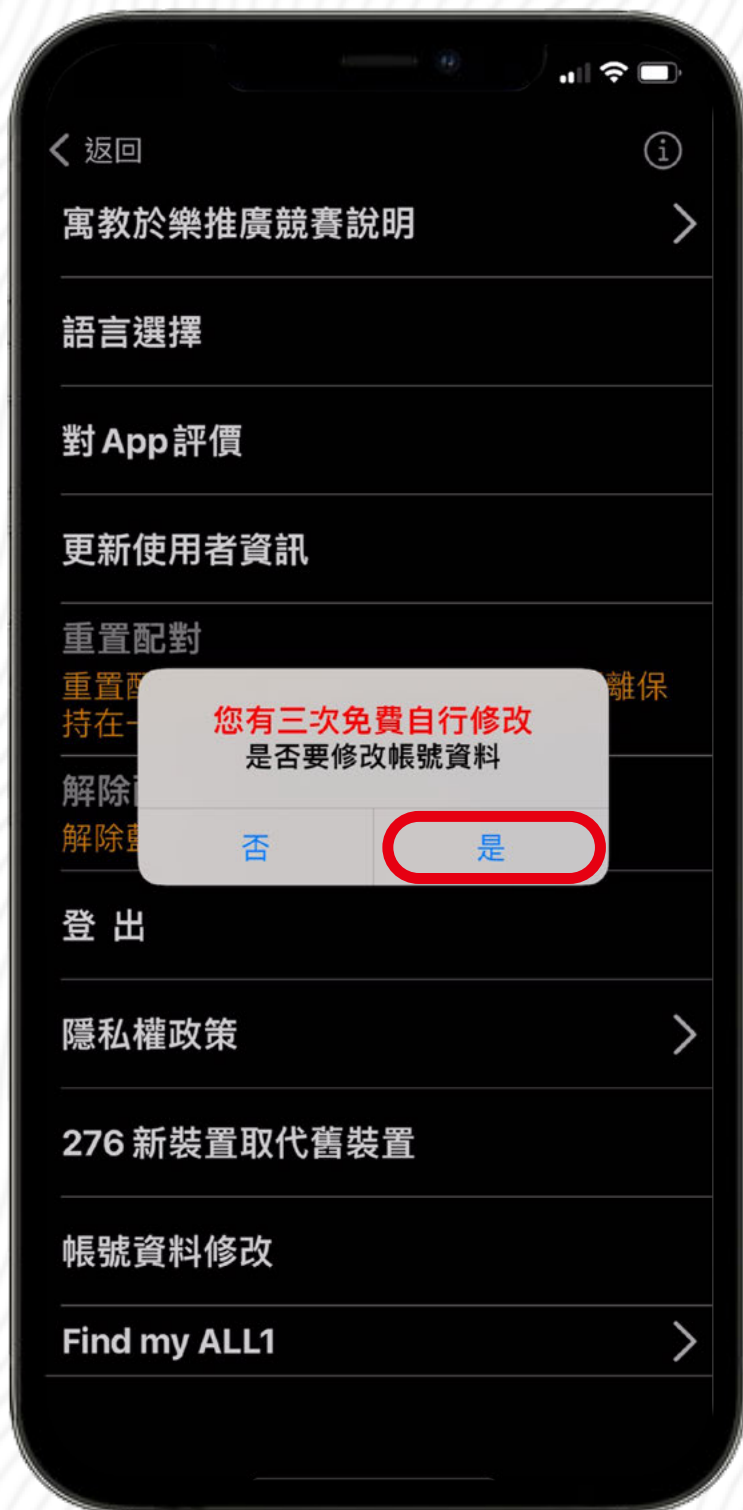 返回
寓教於樂推廣競賽說明
語言選擇
對App評價
更新使用者資訊
重置配對
重置
離保
持在一
您有三次免費自行修改
是否要修改帳號資料
否
是
解除
解除
登 出
隱私權政策
276 新裝置取代舊裝置
帳號資料修改
Find my ALL1